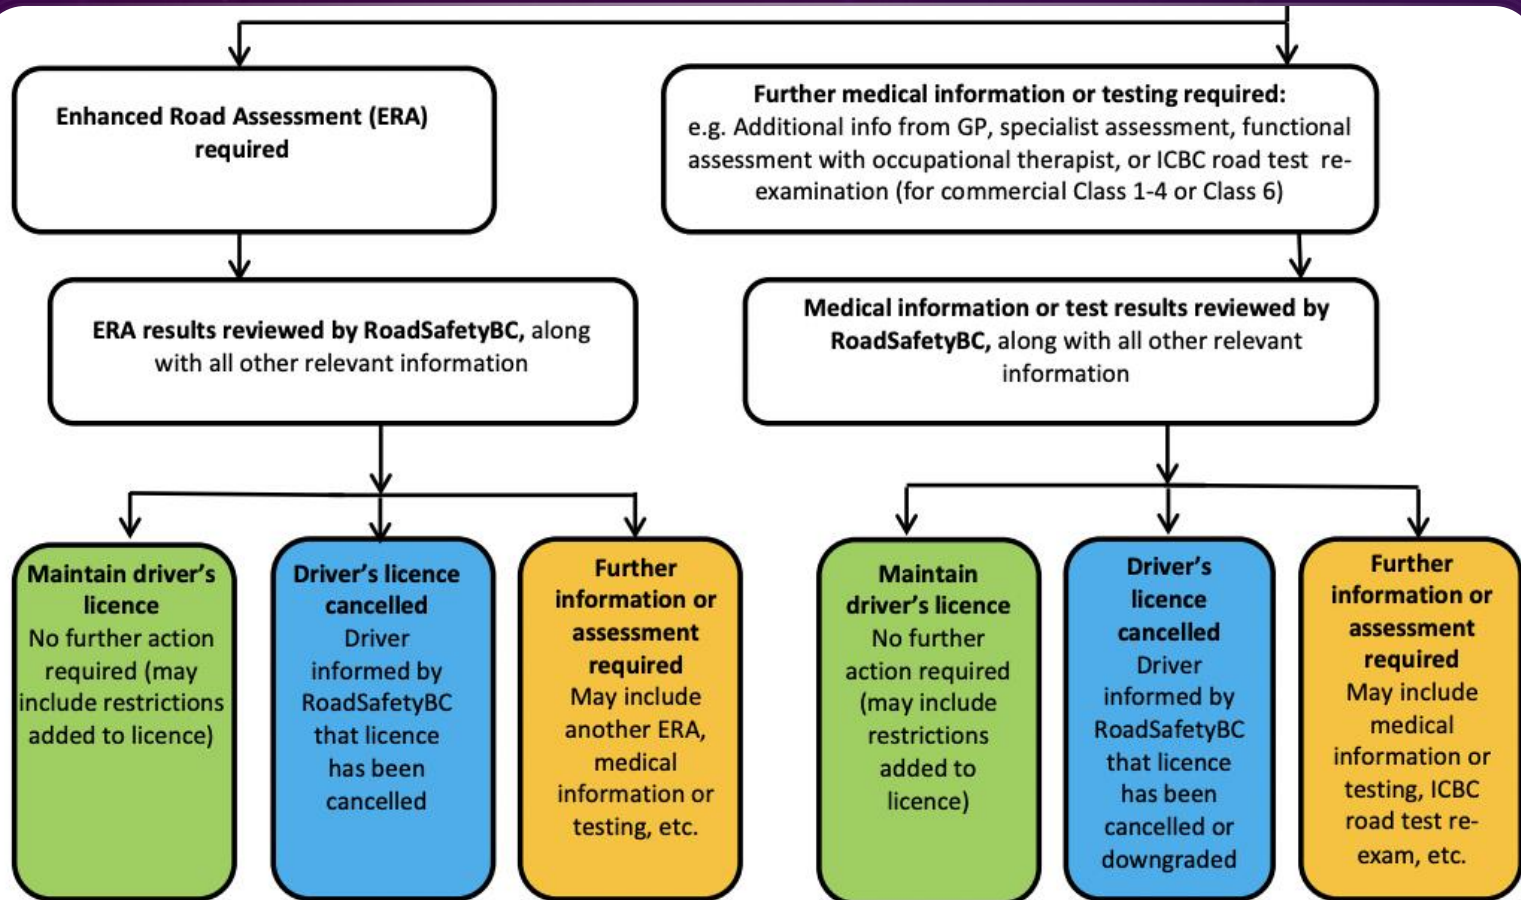 Enhanced Road Assessment (ERA)
required
Further medical information or testing required:
e.g. Additional info from GP, specialist assessment, functional
assessment with occupational therapist, or ICBC road test  re-
examination (for commercial Class 1-4 or Class 6)
ERA results reviewed by RoadSafetyBC, along
with all other relevant information
Medical information or test results reviewed by
RoadSafetyBC, along with all other relevant
information
Maintain driver's
licence
No further action
required (may
include restrictions
added to licence)
Driver's licence
cancelled
Driver
informed by
RoadSafetyBC
that licence
has been
cancelled
Further
information or
assessment
required
May include
another ERA,
medical
information or
testing, etc.
Maintain
driver's licence
No further
action required
(may include
restrictions
added to
licence)
Driver's
licence
cancelled
Driver
informed by
RoadSafetyBC
that licence
has been
cancelled or
downgraded
Further
information or
assessment
required
May include
medical
information or
testing, ICBC
road test re-
exam, etc.